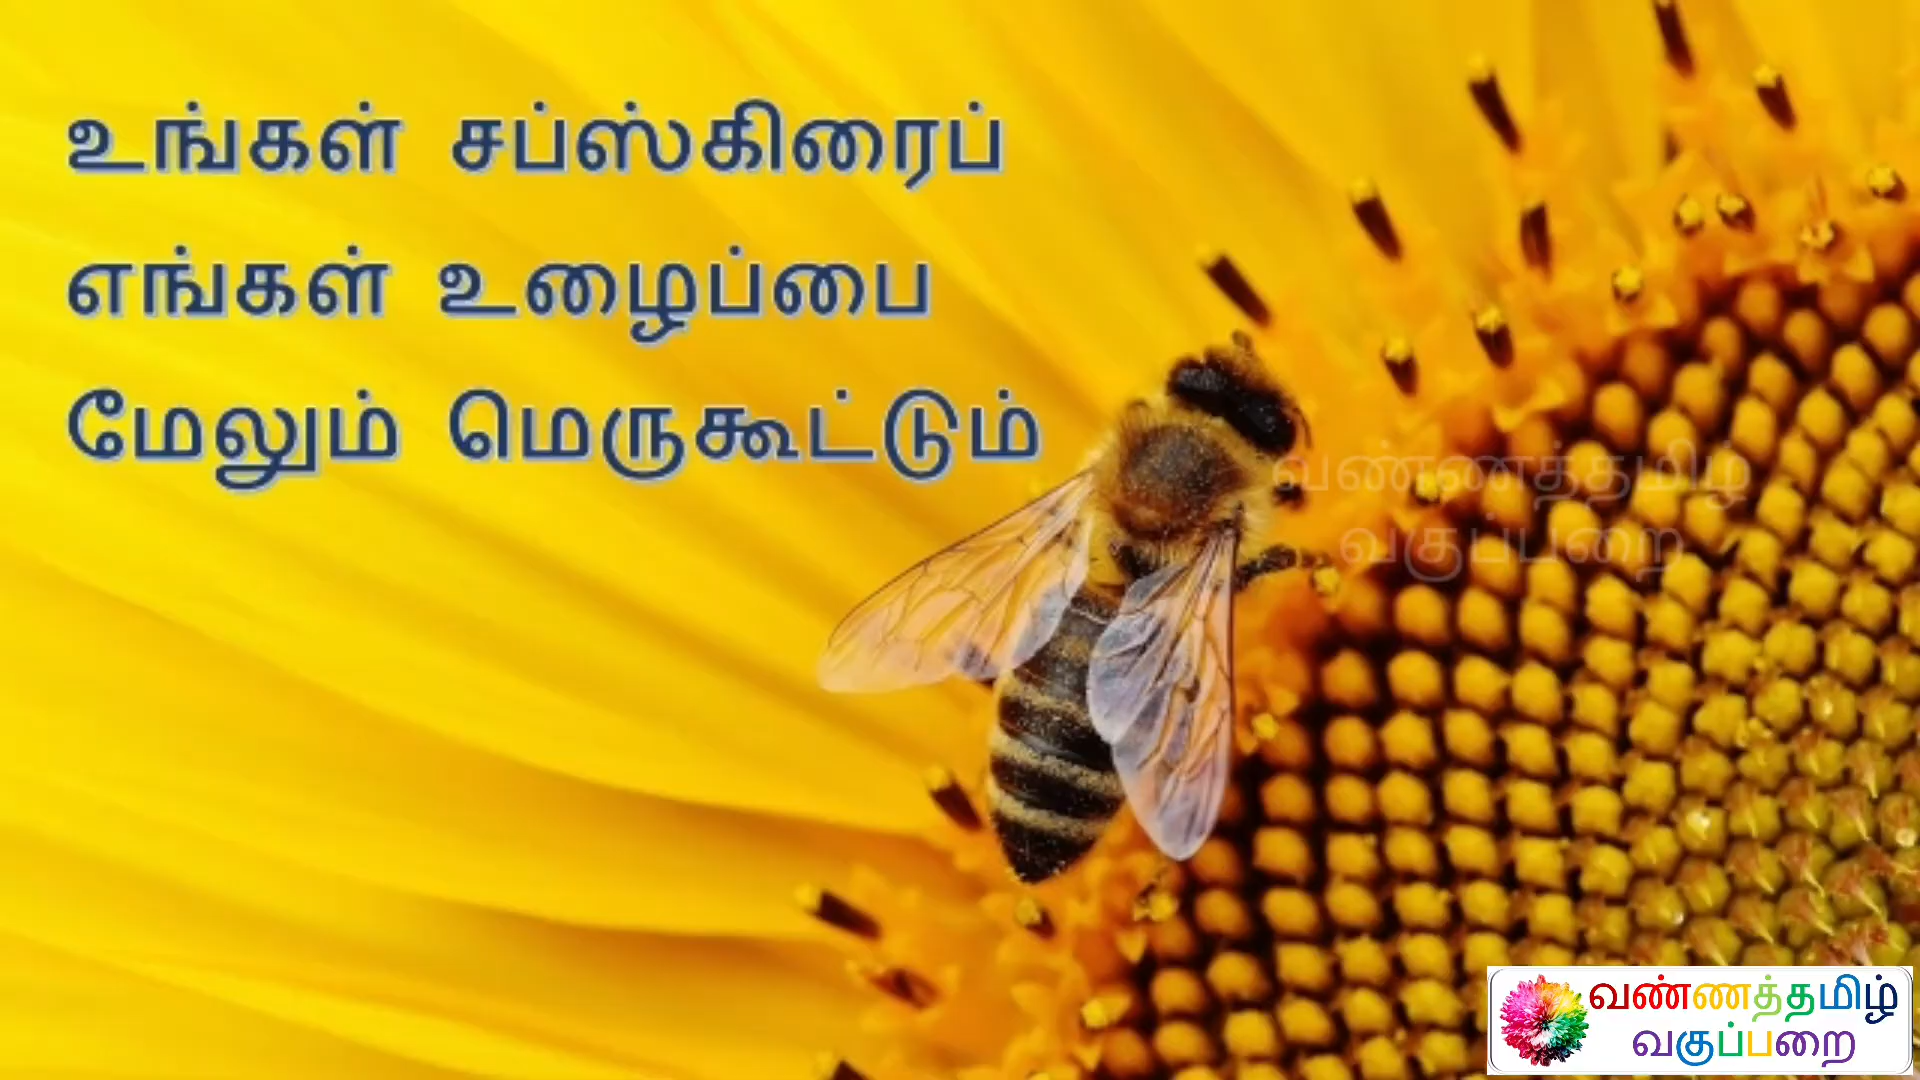 உங்கள் சப்ஸ்கிரைப்
எங்கள் உழைப்பை
மேலும் மெருகூட்டும்
வண்ணத்தமிழ்
வகுப்பறை
வண்ணத்தமிழ்
வகுப்பறை